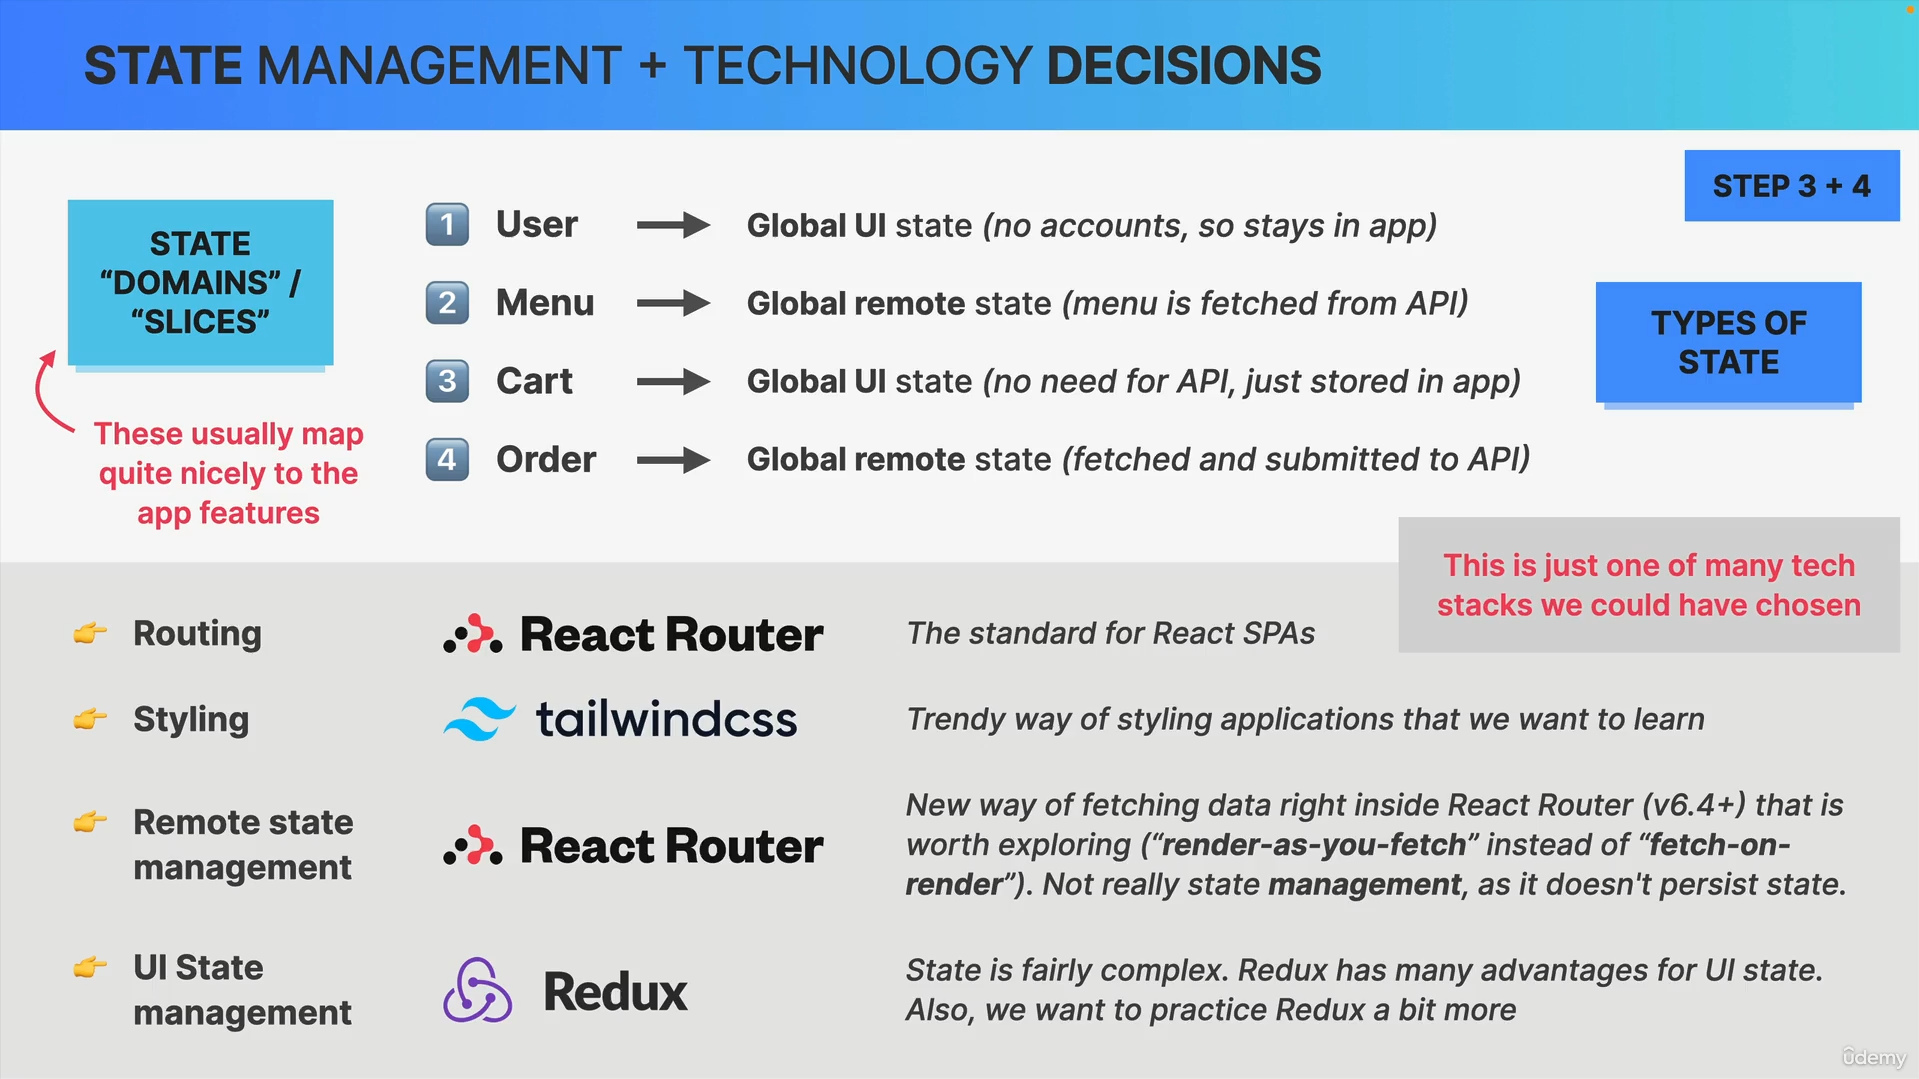 STATE MANAGEMENT + TECHNOLOGY DECISIONS
STEP 3 + 4
STATE
“DOMAINS” /
“SLICES”
These usually map
quite nicely to the
app features
1 User → Global UI state (no accounts, so stays in app)
2 Menu → Global remote state (menu is fetched from API)
3 Cart → Global UI state (no need for API, just stored in app)
4 Order → Global remote state (fetched and submitted to API)
TYPES OF
STATE
This is just one of many tech
stacks we could have chosen
Routing
React Router
The standard for React SPAs
Styling
tailwindcss
Trendy way of styling applications that we want to learn
Remote state
management
React Router
New way of fetching data right inside React Router (v6.4+) that is
worth exploring (“render-as-you-fetch” instead of “fetch-on-
render”). Not really state management, as it doesn't persist state.
UI State
management
Redux
State is fairly complex. Redux has many advantages for UI state.
Also, we want to practice Redux a bit more
ûdemy